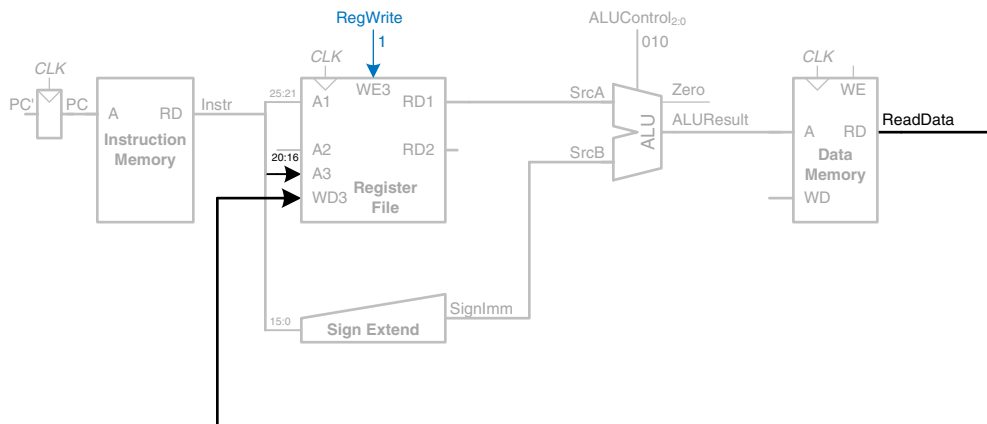 RegWrite
ALUControl2:0
1
010
CLK
CLK
CLK
PC'
PC
A
RD
Instr
Instruction
Memory
25:21
A1
WE3
RD1
A2
RD2
20:16
A3
WD3
Register
File
SrcA
SrcB
ALU
Zero
ALUResult
WE
A
RD
Data
Memory
WD
ReadData
15:0
Sign Extend
SignImm